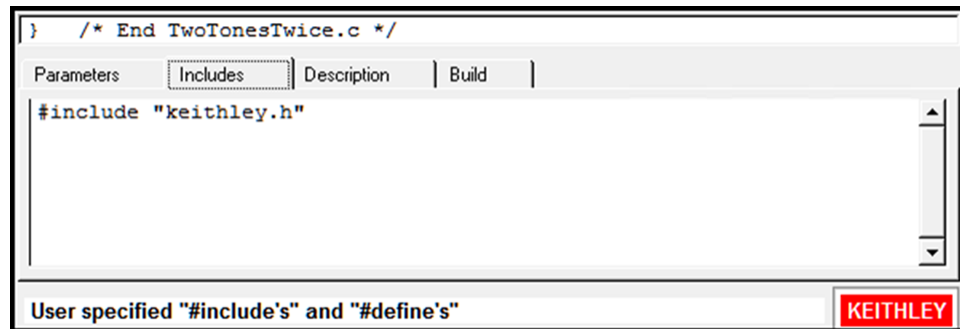 } /* End TwoTonesTwice.c */
Parameters Includes Description Build
#include "keithley.h"
User specified "#include's" and "#define's" KEITHLEY